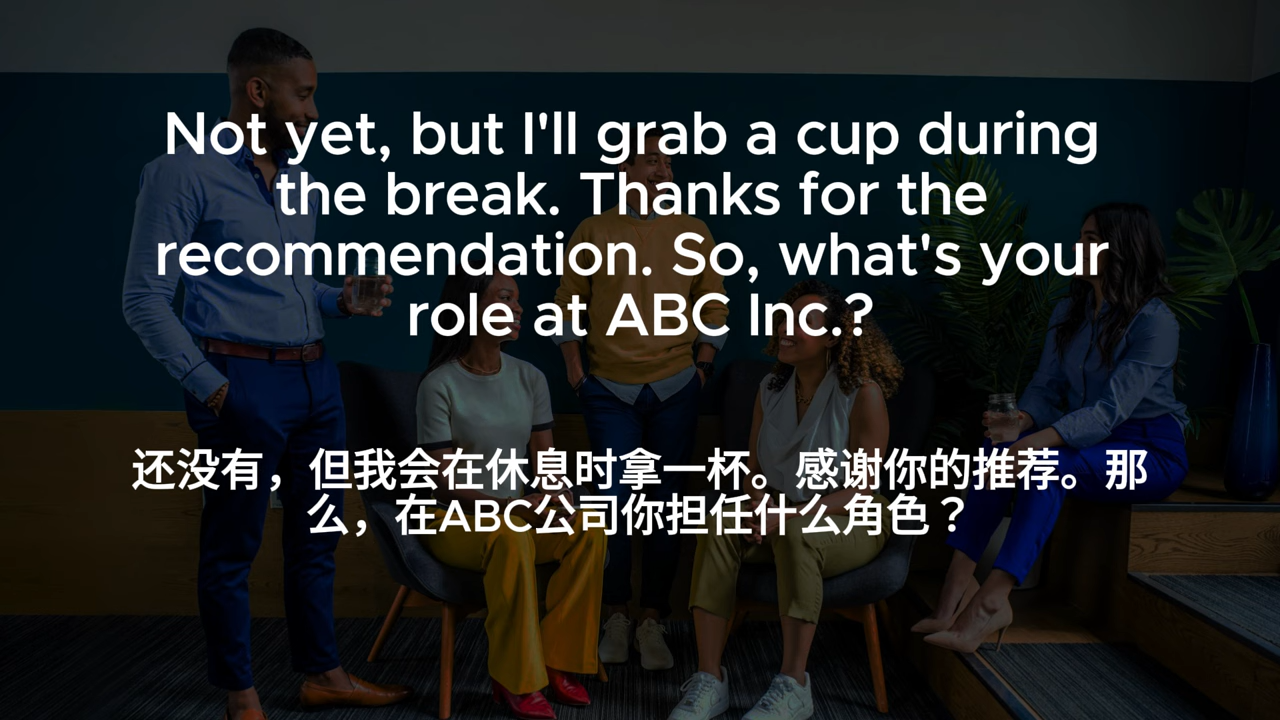 Not yet, but I'll grab a cup during
the break. Thanks for the
recommendation. So, what's your
role at ABC Inc.?
还没有，但我会在休息时拿一杯。感谢你的推荐。那
么，在ABC公司你担任什么角色？